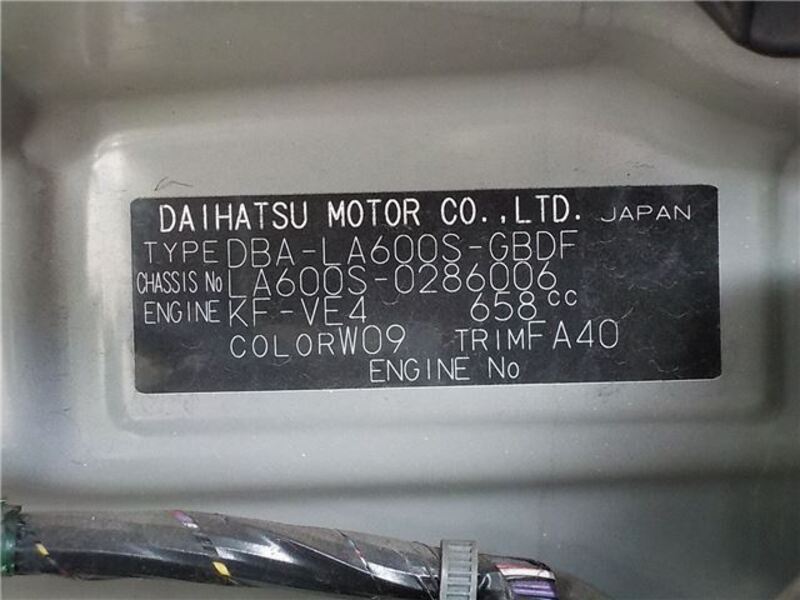 DAIHATSU MOTOR CO.,LTD. JAPAN
TYPE DBA-LA600S-GBDF
CHASSIS No LA600S-0286006
ENGINE KF-VE4 658cc
COLOR W09 TRIM FA40
ENGINE No